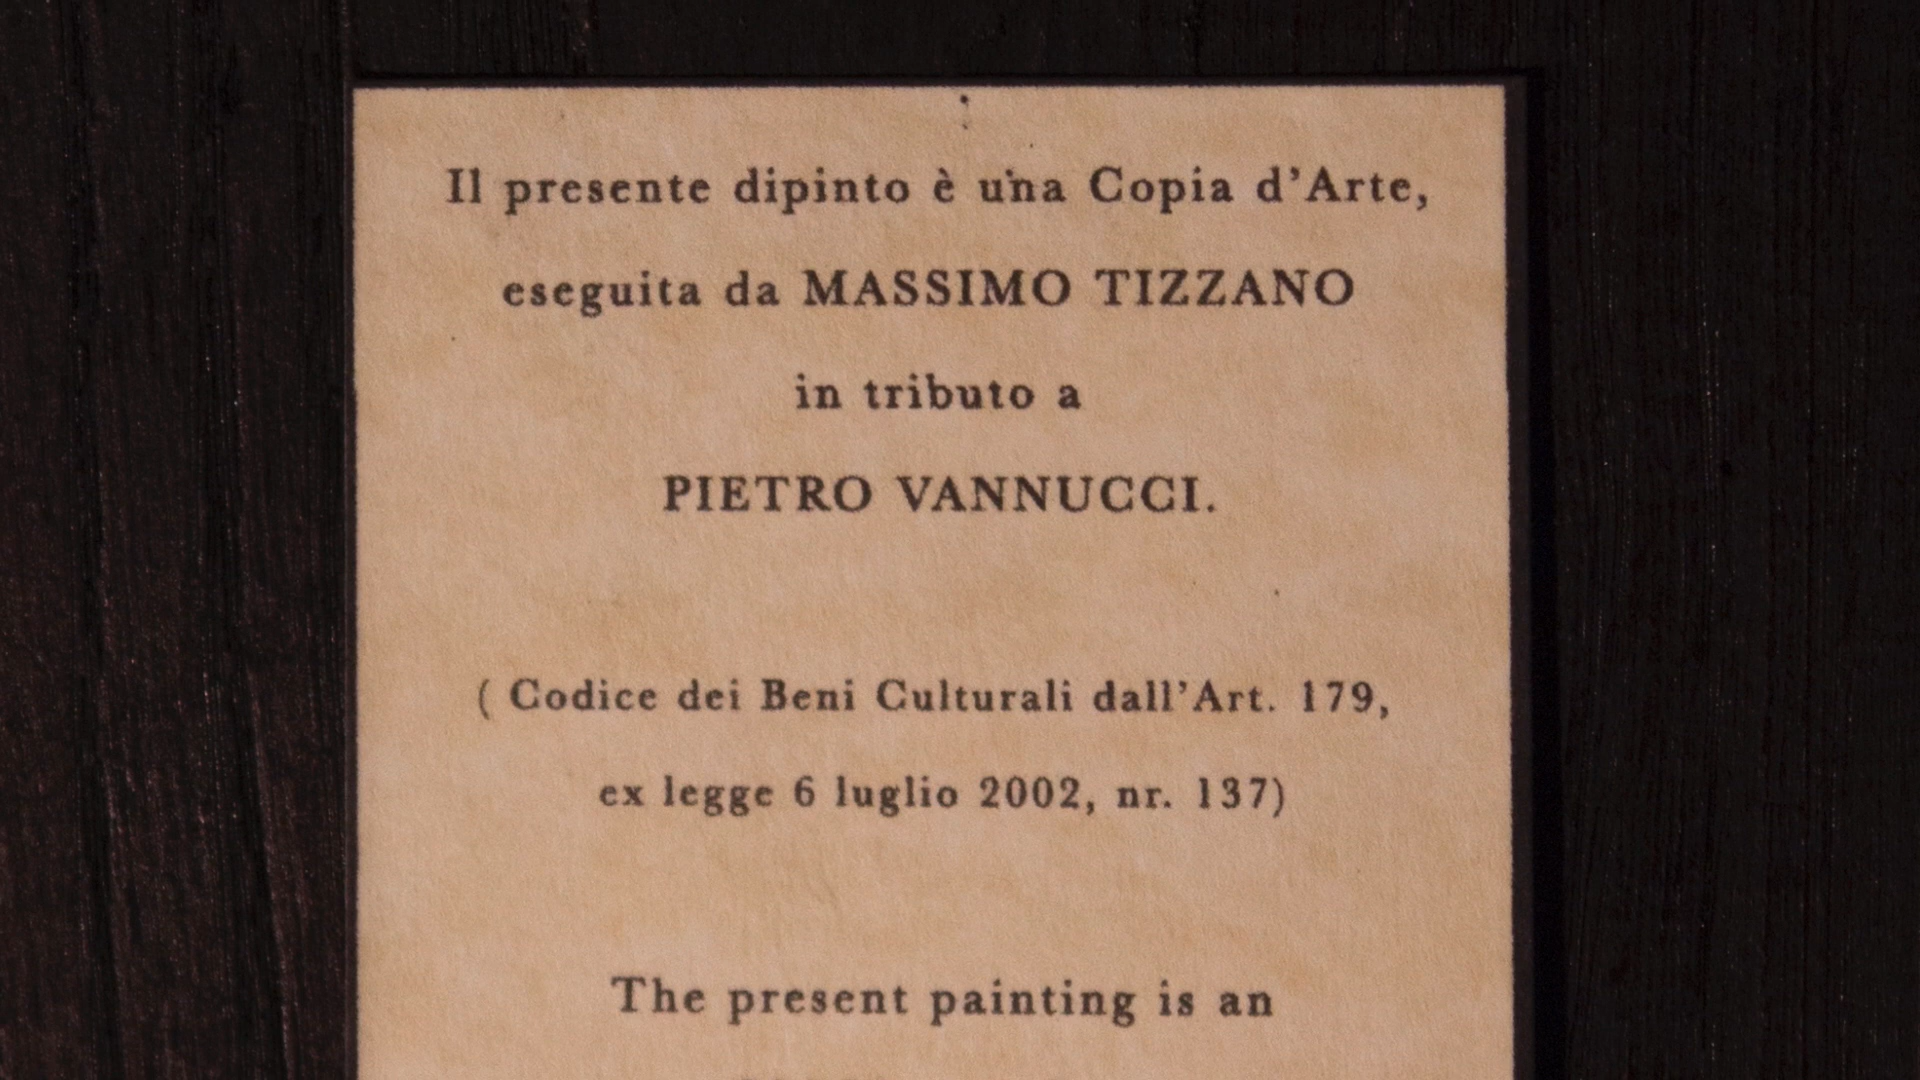 Il presente dipinto è una Copia d'Arte,
eseguita da MASSIMO TIZZANO
in tributo a
PIETRO VANNUCCI.
( Codice dei Beni Culturali dall'Art. 179,
ex legge 6 luglio 2002, nr. 137)
The present painting is an